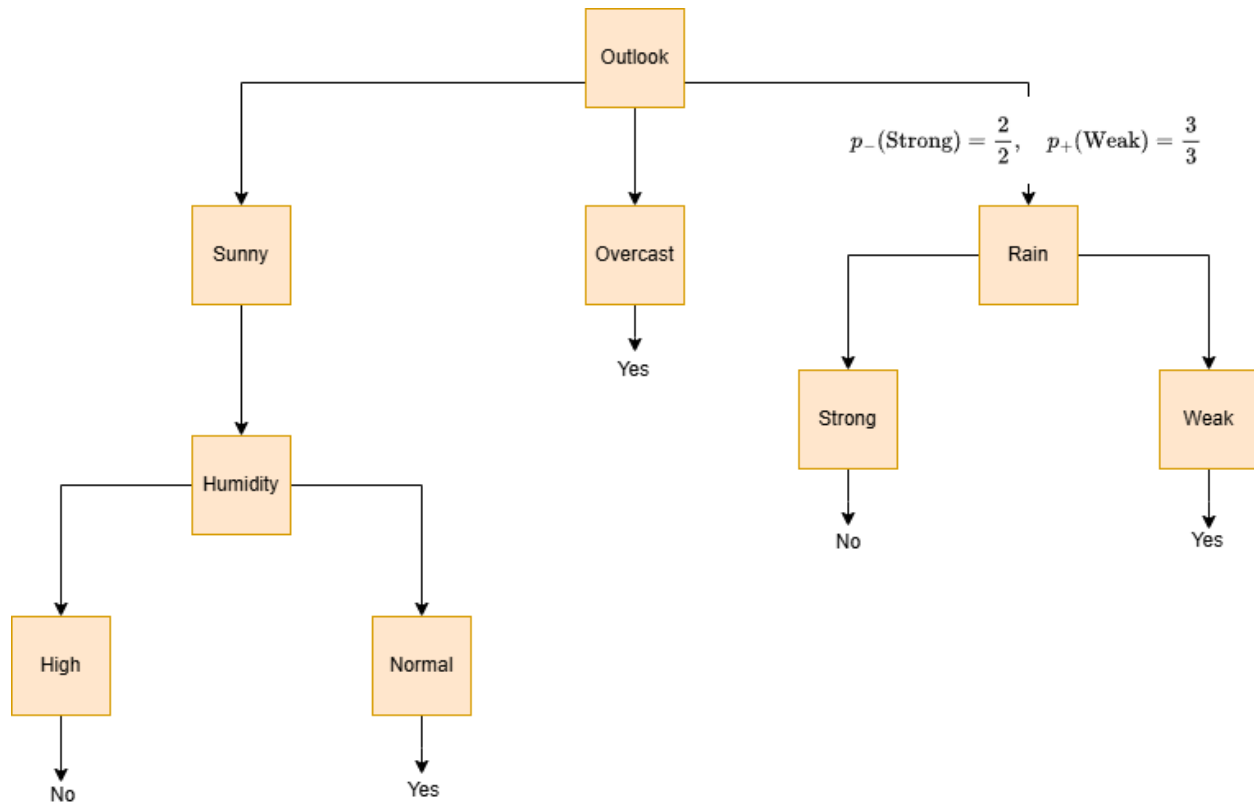 Outlook
p₋(Strong) = 2/2, p₊(Weak) = 3/3
Sunny
Overcast
Rain
Yes
Strong
Weak
Humidity
No
Yes
High
Normal
No
Yes